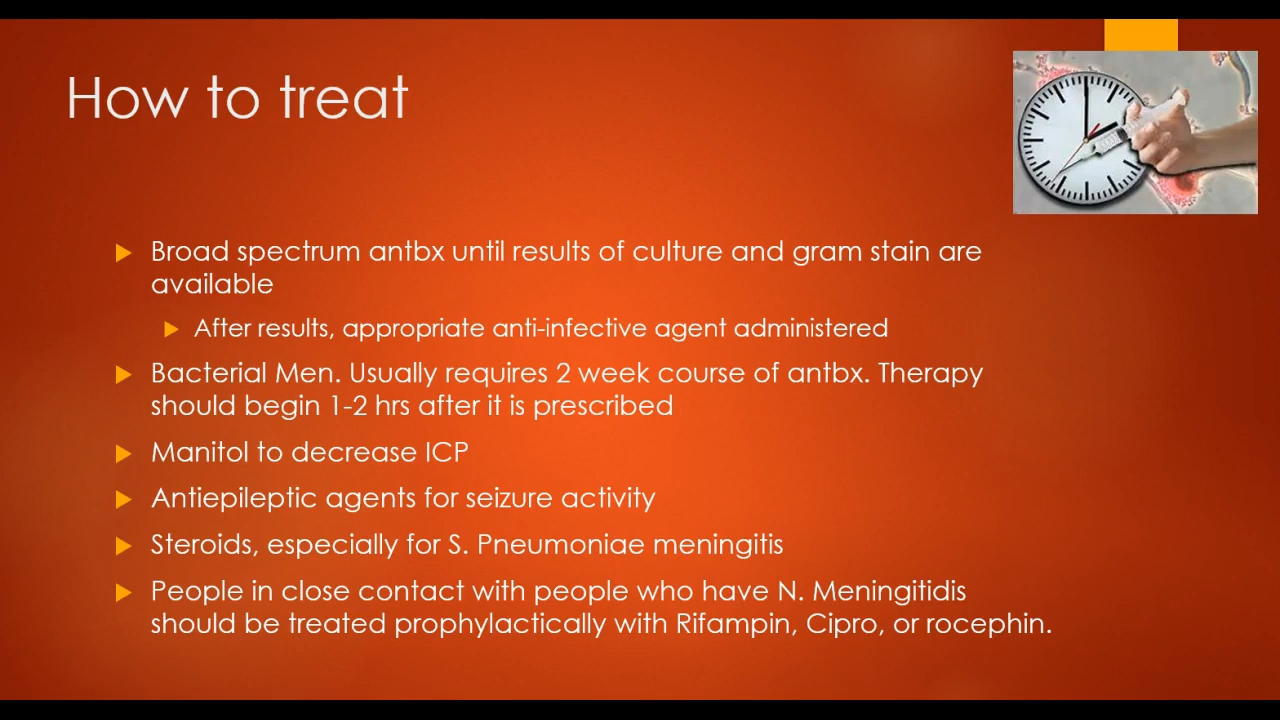 How to treat
Broad spectrum antbx until results of culture and gram stain are
available
After results, appropriate anti-infective agent administered
Bacterial Men. Usually requires 2 week course of antbx. Therapy
should begin 1-2 hrs after it is prescribed
Manitol to decrease ICP
Antiepileptic agents for seizure activity
Steroids, especially for S. Pneumoniae meningitis
People in close contact with people who have N. Meningitidis
should be treated prophylactically with Rifampin, Cipro, or rocephin.